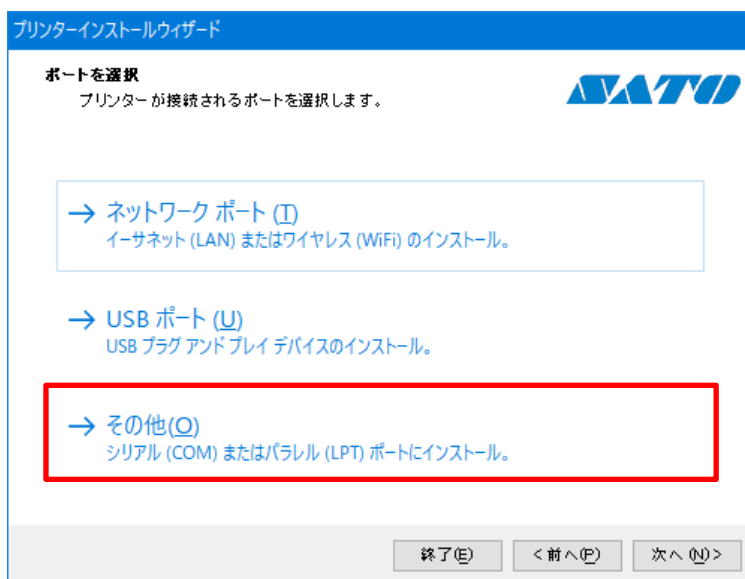 プリンターインストールウィザード
ポートを選択
プリンターが接続されるポートを選択します。
SATO
→ ネットワーク ポート (T)
イーサネット (LAN) またはワイヤレス (WiFi) のインストール。
→ USB ポート (U)
USB プラグ アンド プレイ デバイスのインストール。
→ その他(O)
シリアル (COM) またはパラレル (LPT) ポートにインストール。
終了(E) <前へ(P) 次へ (N)>